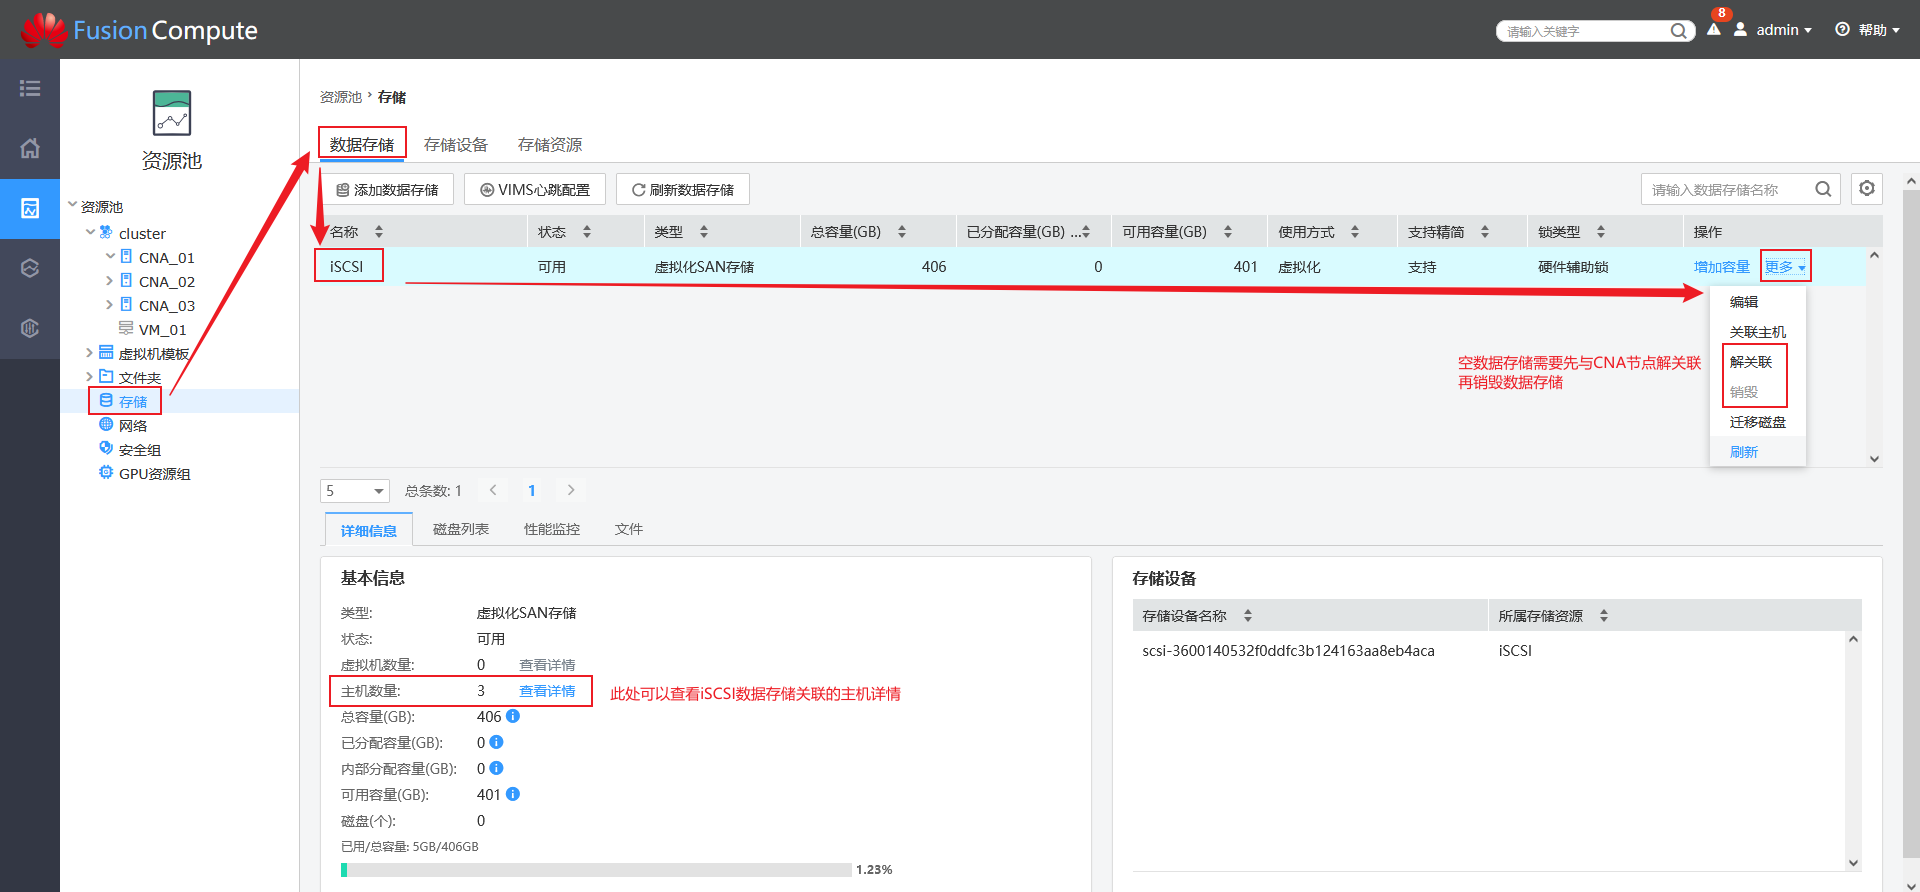 FusionCompute
请输入关键字
8
admin
帮助
资源池
资源池
cluster
CNA_01
CNA_02
CNA_03
VM_01
虚拟机模板
文件夹
存储
网络
安全组
GPU资源组
资源池 › 存储
数据存储 存储设备 存储资源
添加数据存储 VIMS心跳配置 刷新数据存储 请输入数据存储名称
名称 状态 类型 总容量(GB) 已分配容量(GB) ... 可用容量(GB) 使用方式 支持精简 锁类型 操作
iSCSI 可用 虚拟化SAN存储 406 0 401 虚拟化 支持 硬件辅助锁 增加容量 更多
编辑
关联主机
解关联
销毁
迁移磁盘
刷新
空数据存储需要先与CNA节点解关联
再销毁数据存储
5 总条数: 1 1
详细信息 磁盘列表 性能监控 文件
基本信息
类型: 虚拟化SAN存储
状态: 可用
虚拟机数量: 0 查看详情
主机数量: 3 查看详情
此处可以查看iSCSI数据存储关联的主机详情
总容量(GB): 406
已分配容量(GB): 0
内部分配容量(GB): 0
可用容量(GB): 401
磁盘(个): 0
已用/总容量: 5GB/406GB
1.23%
存储设备
存储设备名称 所属存储资源
scsi-3600140532f0ddfc3b124163aa8eb4aca iSCSI